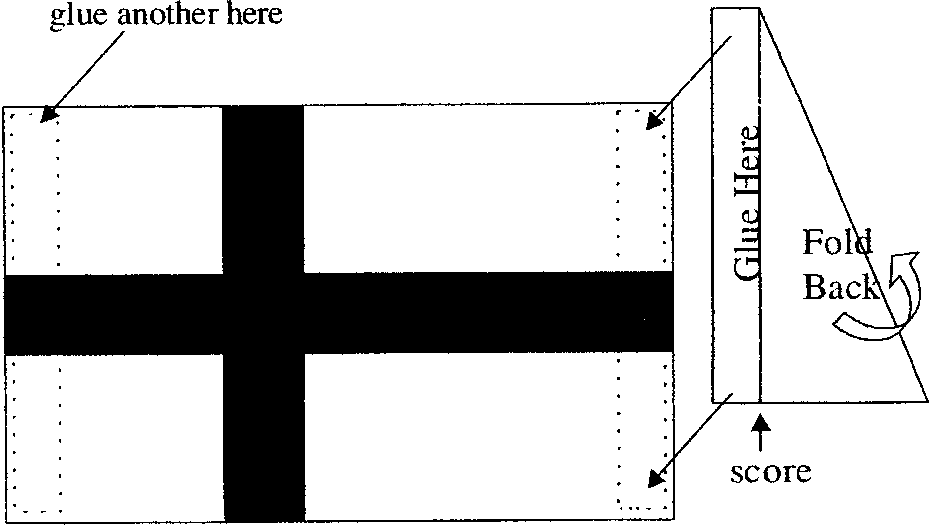 glue another here
Glue Here
Fold
Back
score